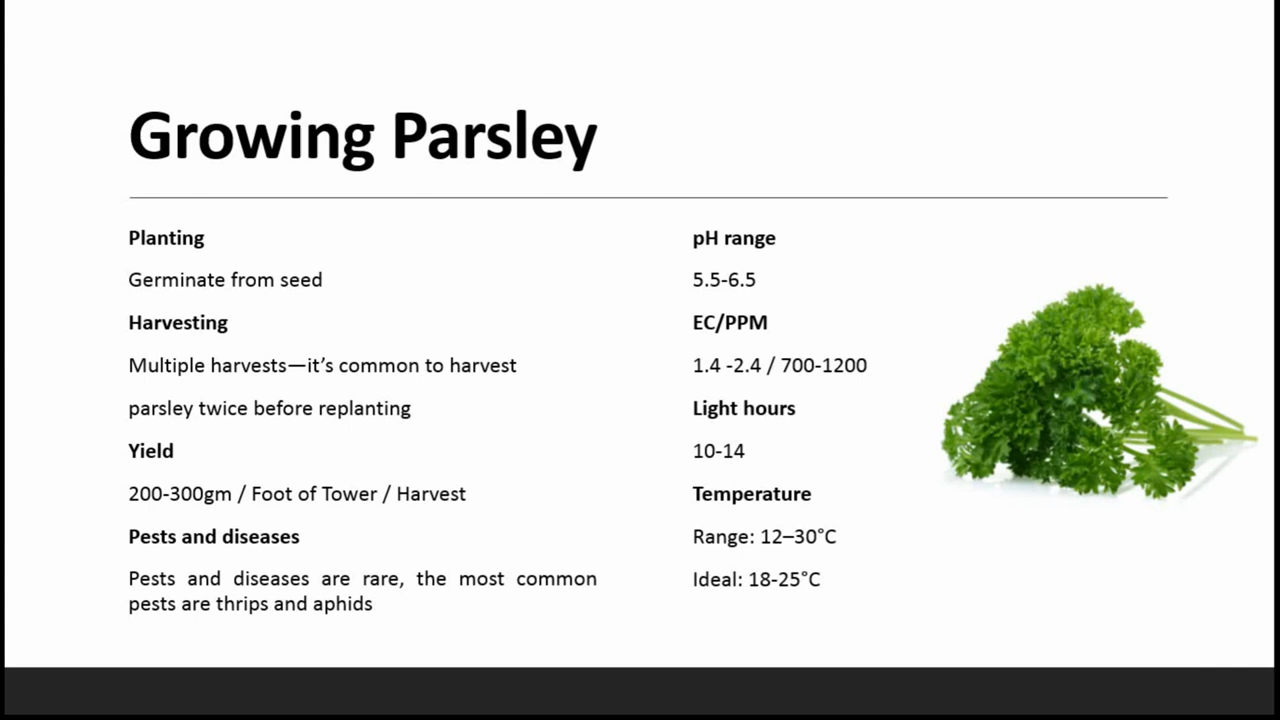 Growing Parsley
Planting
Germinate from seed
Harvesting
Multiple harvests—it’s common to harvest
parsley twice before replanting
Yield
200-300gm / Foot of Tower / Harvest
Pests and diseases
Pests and diseases are rare, the most common
pests are thrips and aphids
pH range
5.5-6.5
EC/PPM
1.4 -2.4 / 700-1200
Light hours
10-14
Temperature
Range: 12–30°C
Ideal: 18-25°C